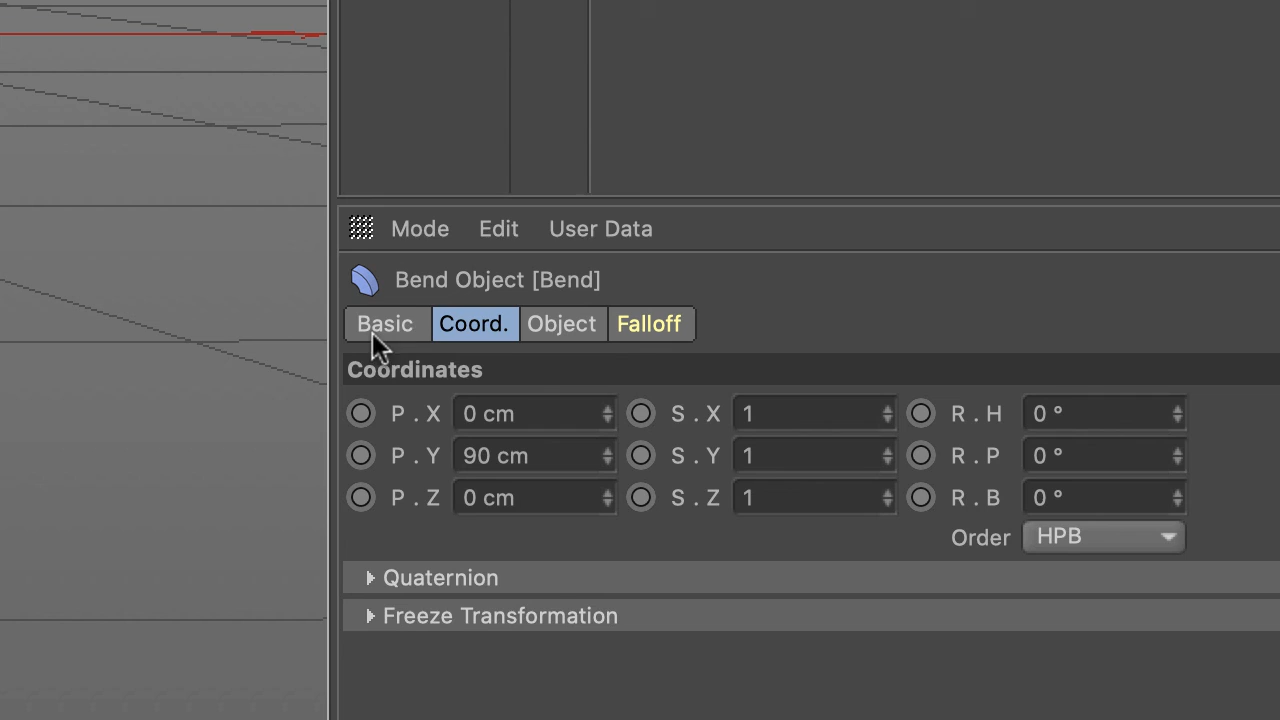 Mode Edit User Data
Bend Object [Bend]
Basic Coord. Object Falloff
Coordinates
P . X 0 cm S . X 1 R . H 0 °
P . Y 90 cm S . Y 1 R . P 0 °
P . Z 0 cm S . Z 1 R . B 0 °
Order HPB
Quaternion
Freeze Transformation